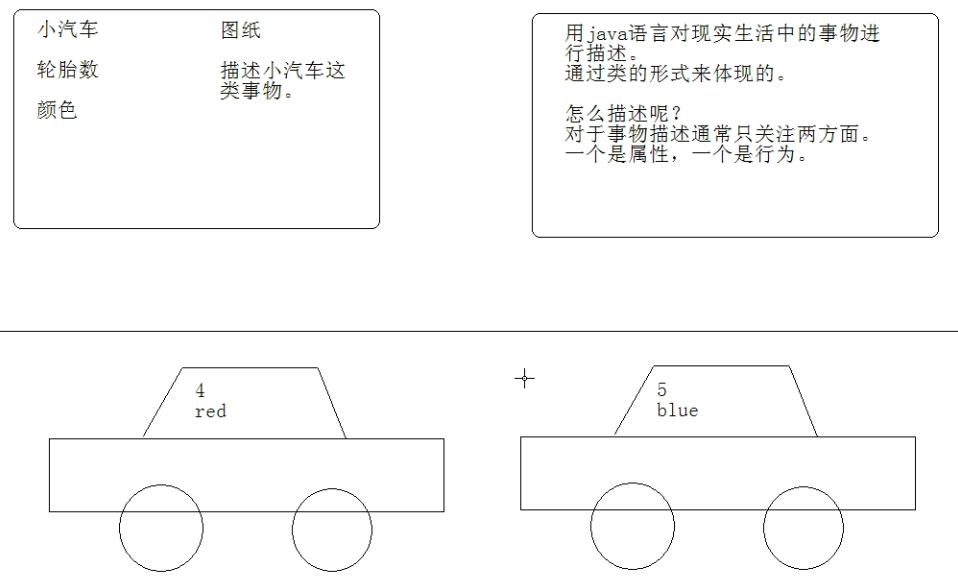 小汽车
图纸
轮胎数
描述小汽车这
类事物。
颜色
用java语言对现实生活中的事物进
行描述。
通过类的形式来体现的。
怎么描述呢?
对于事物描述通常只关注两方面。
一个是属性，一个是行为。
4
red
5
blue